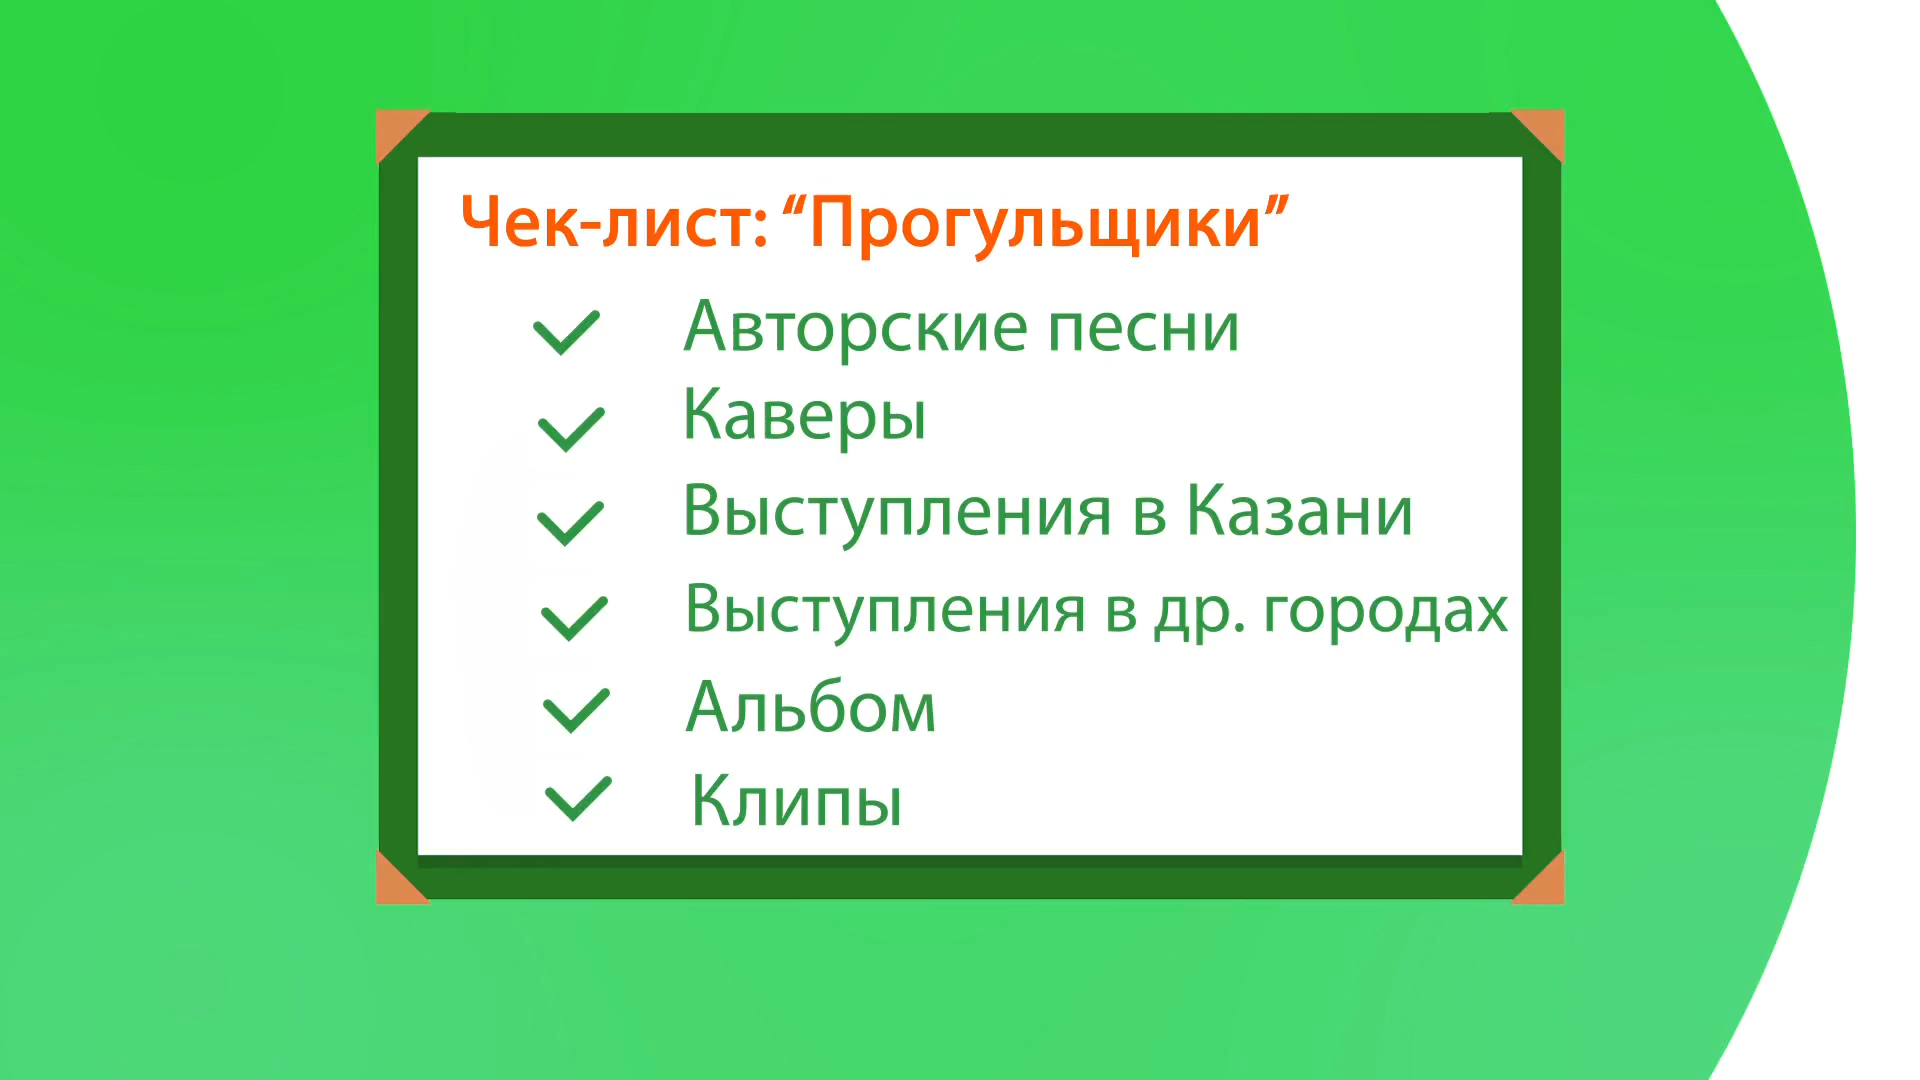 Чек-лист: “Прогульщики”
Авторские песни
Каверы
Выступления в Казани
Выступления в др. городах
Альбом
Клипы